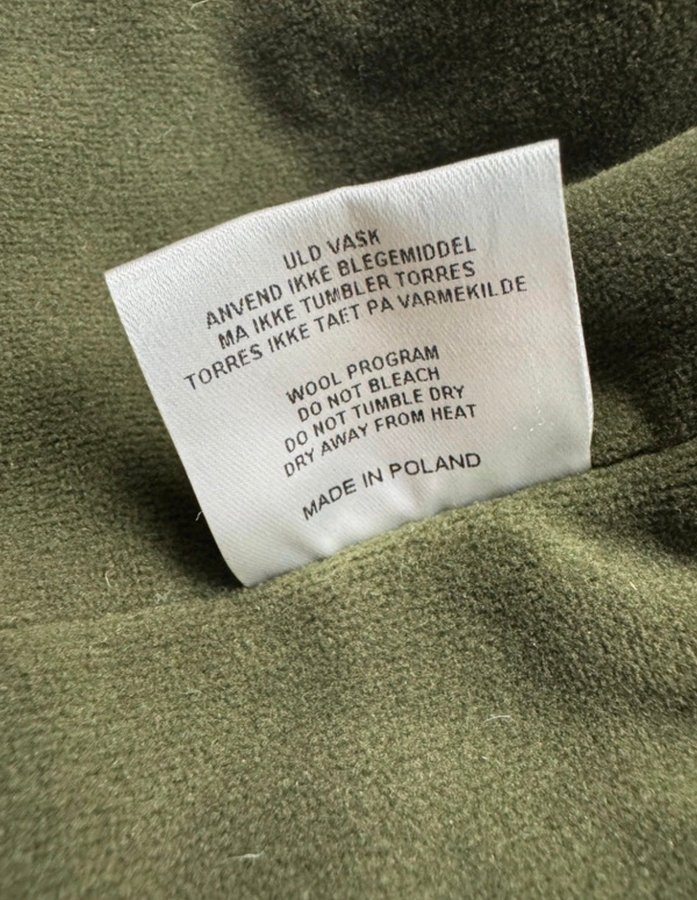 ULD VASK
ANVEND IKKE BLEGEMIDDEL
MA IKKE TUMBLER TORRES
TORRES IKKE TAET PA VARMEKILDE
WOOL PROGRAM
DO NOT BLEACH
DO NOT TUMBLE DRY
DRY AWAY FROM HEAT
MADE IN POLAND